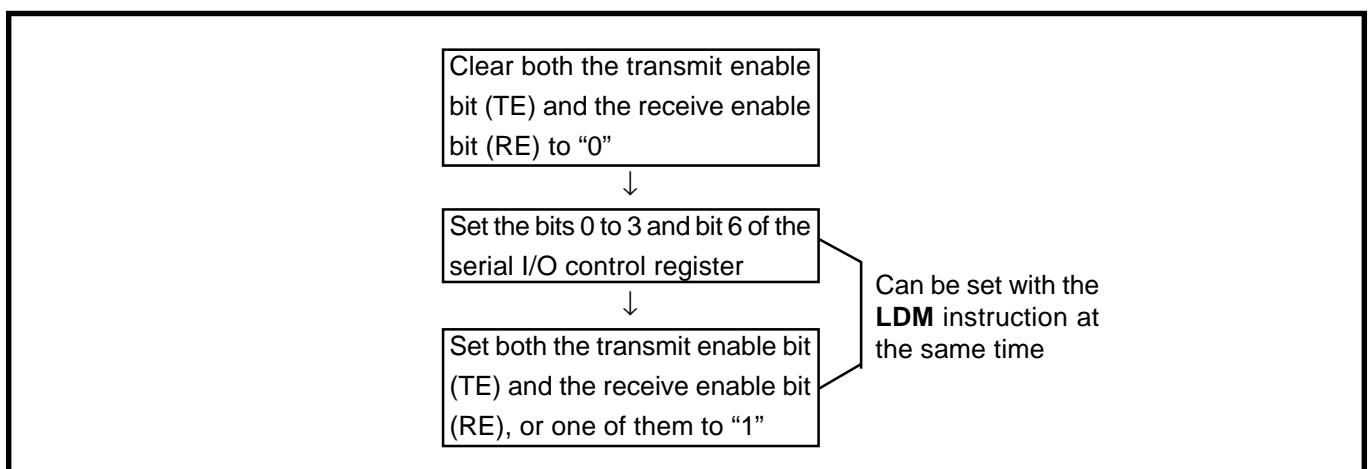 Clear both the transmit enable
bit (TE) and the receive enable
bit (RE) to “0”
↓
Set the bits 0 to 3 and bit 6 of the
serial I/O control register
↓
Set both the transmit enable bit
(TE) and the receive enable bit
(RE), or one of them to “1”
Can be set with the
LDM instruction at
the same time